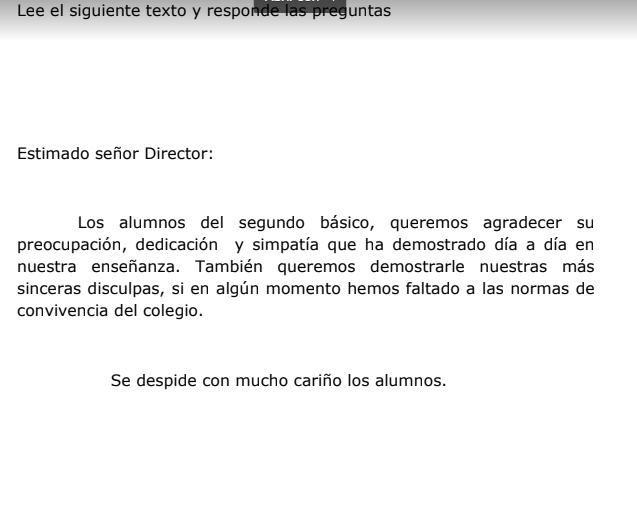 Lee el siguiente texto y responde las preguntas
Estimado señor Director:
Los alumnos del segundo básico, queremos agradecer su
preocupación, dedicación y simpatía que ha demostrado día a día en
nuestra enseñanza. También queremos demostrarle nuestras más
sinceras disculpas, si en algún momento hemos faltado a las normas de
convivencia del colegio.
Se despide con mucho cariño los alumnos.